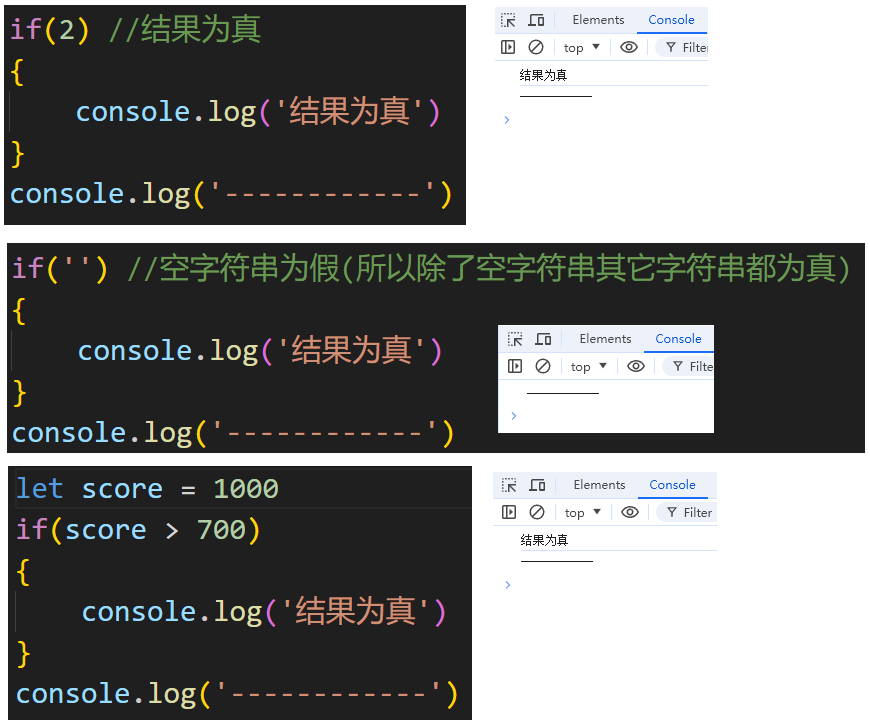 if(2) //结果为真
{
console.log('结果为真')
}
console.log('------------')
Elements Console
top Filter
结果为真
------------
if('') //空字符串为假(所以除了空字符串其它字符串都为真)
{
console.log('结果为真')
}
console.log('------------')
Elements Console
top Filte
------------
let score = 1000
if(score > 700)
{
console.log('结果为真')
}
console.log('------------')
Elements Console
top Filter
结果为真
------------